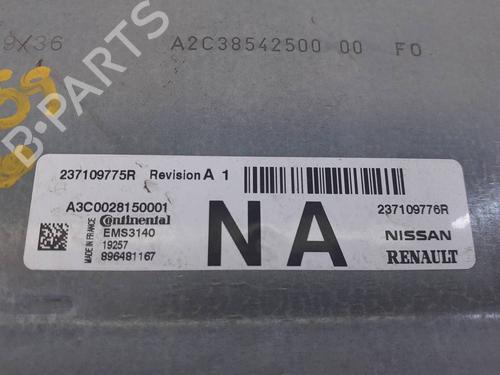 9X36 A2C38542500 00 F0
B-PARTS
237109775R Revision A 1
A3C0028150001
Continental
EMS3140
19257
896481167
MADE IN FRANCE
NA
237109776R
NISSAN
RENAULT